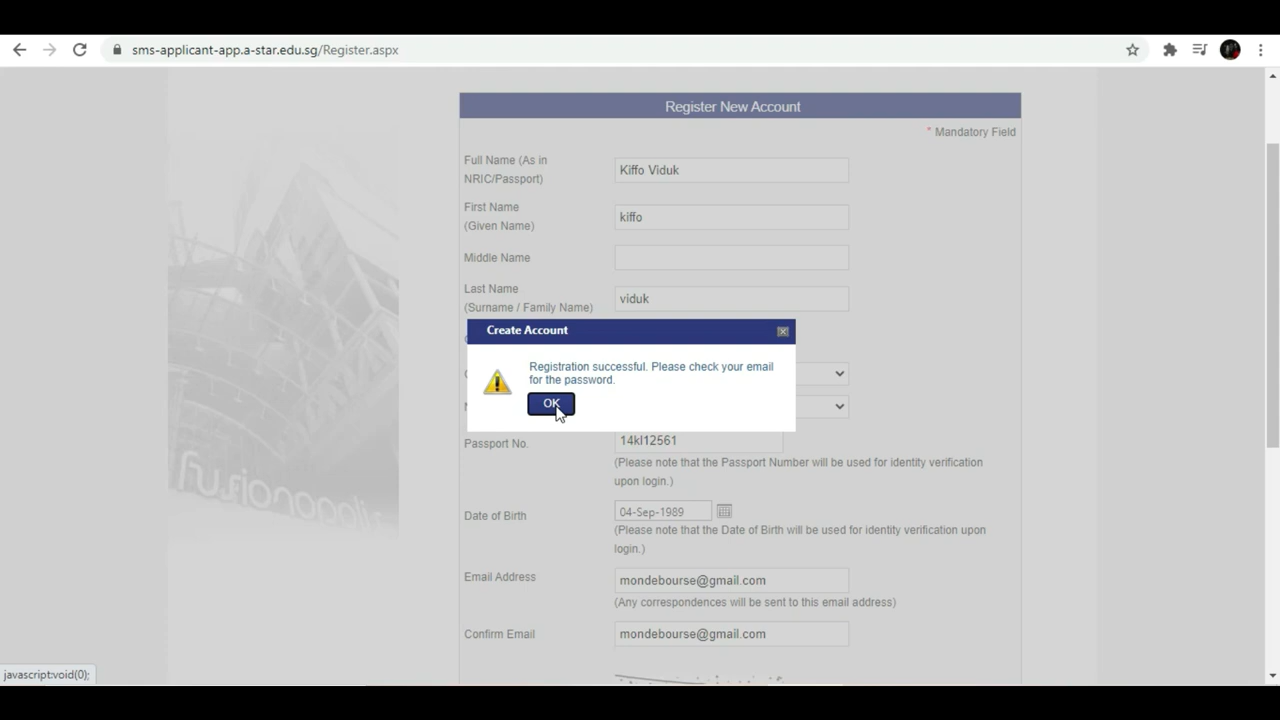 sms-applicant-app.a-star.edu.sg/Register.aspx
Register New Account
* Mandatory Field
Full Name (As in
NRIC/Passport)
Kiffo Viduk
First Name
(Given Name)
kiffo
Middle Name
Last Name
(Surname / Family Name)
viduk
Create Account
Registration successful. Please check your email
for the password.
OK
Passport No.
14kl12561
(Please note that the Passport Number will be used for identity verification
upon login.)
Date of Birth
04-Sep-1989
(Please note that the Date of Birth will be used for identity verification upon
login.)
Email Address
mondebourse@gmail.com
(Any correspondences will be sent to this email address)
Confirm Email
mondebourse@gmail.com
javascript:void(0);
fusionopolis